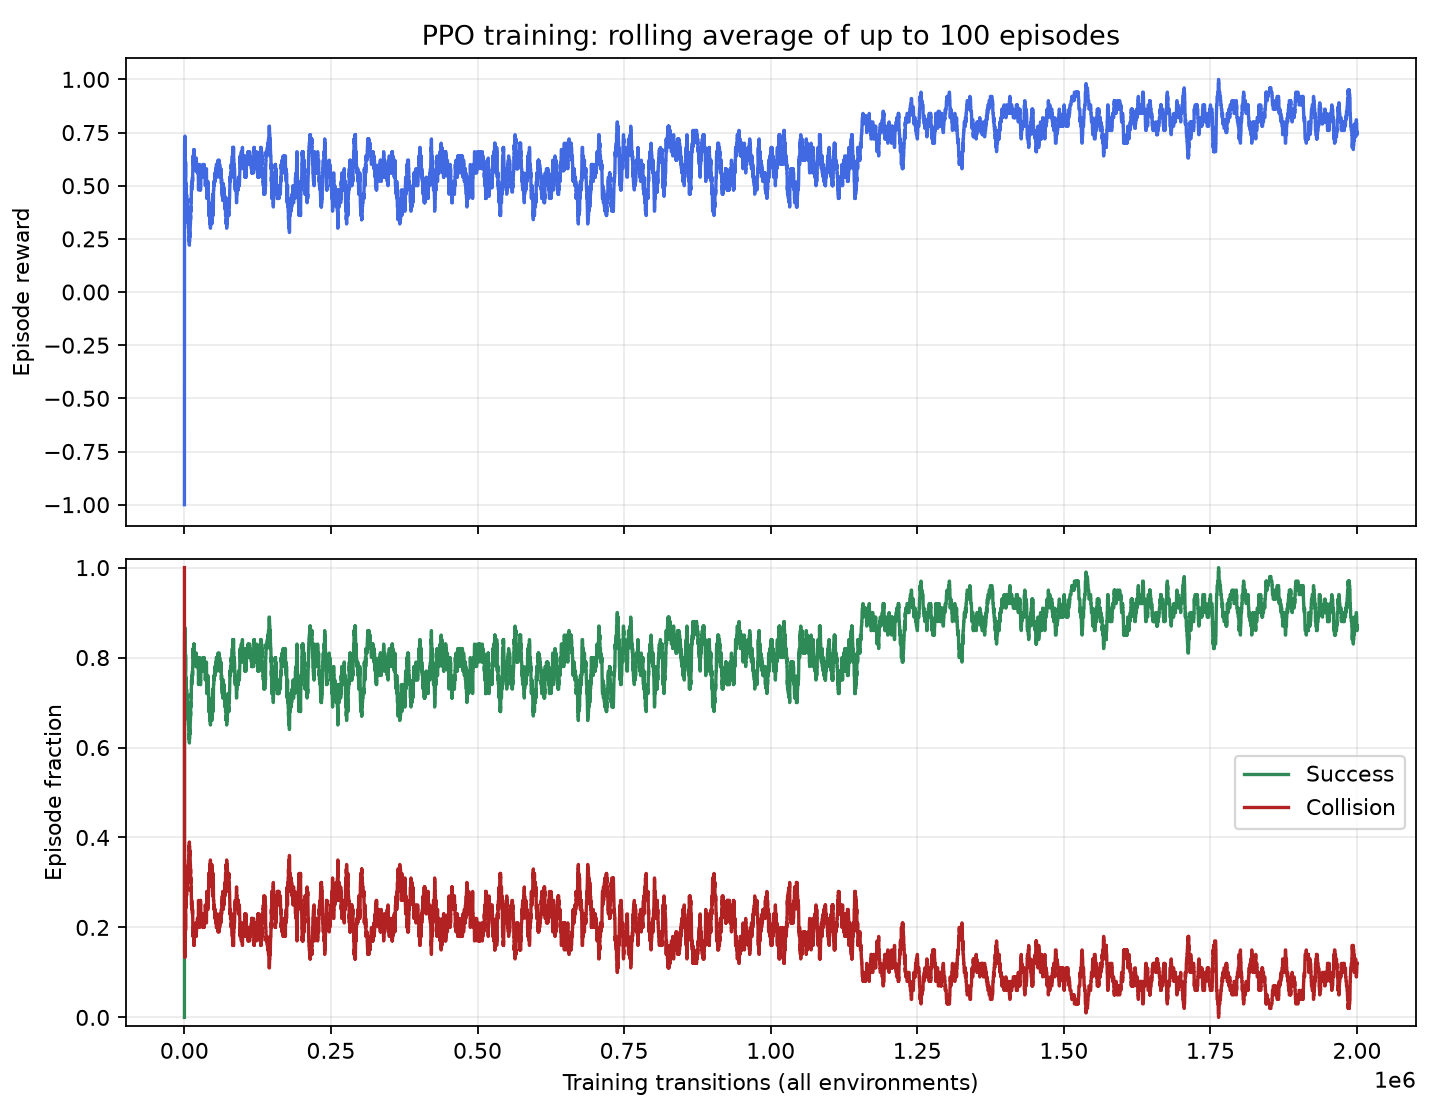 PPO training: rolling average of up to 100 episodes
1.00
0.75
0.50
0.25
0.00
−0.25
−0.50
−0.75
−1.00
Episode reward
1.0
0.8
0.6
0.4
0.2
0.0
Episode fraction
Success
Collision
0.00 0.25 0.50 0.75 1.00 1.25 1.50 1.75 2.00
1e6
Training transitions (all environments)